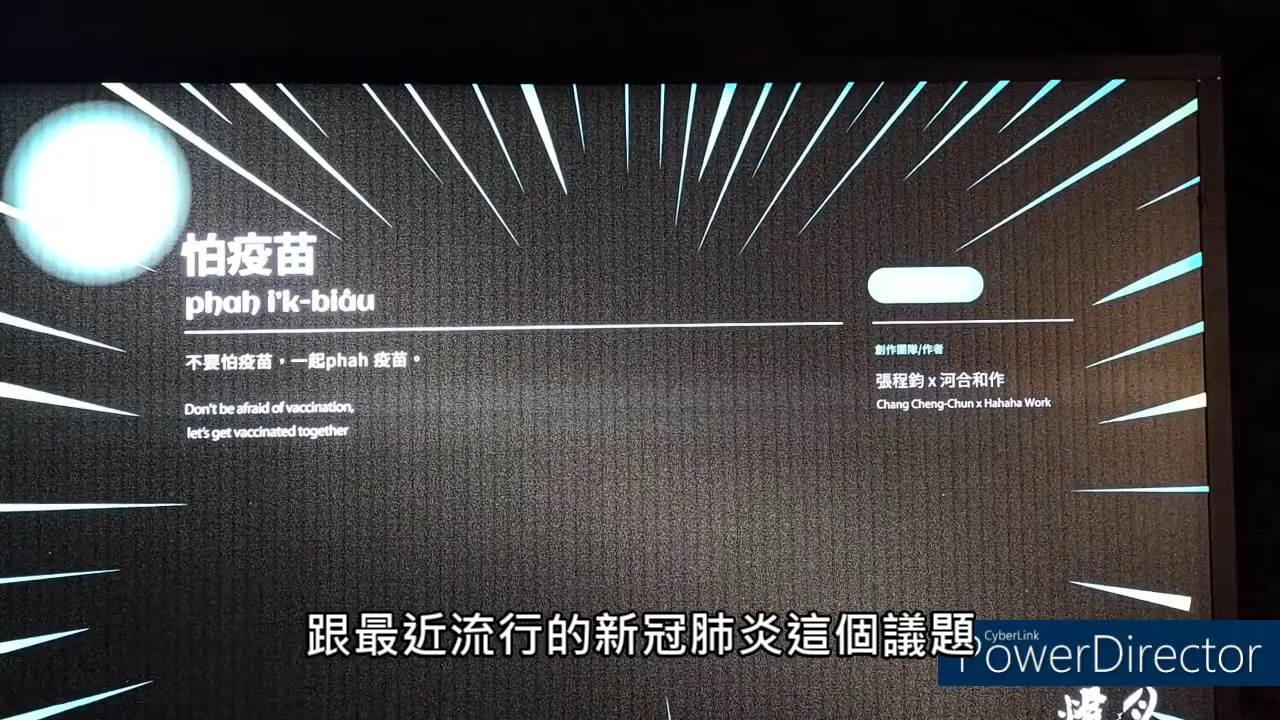 怕疫苗
phah i'k-biâu
不要怕疫苗，一起phah 疫苗。
Don't be afraid of vaccination,
let's get vaccinated together
創作團隊/作者
張程鈞 x 河合和作
Chang Cheng-Chun x Hahaha Work
跟最近流行的新冠肺炎這個議題
CyberLink
PowerDirector